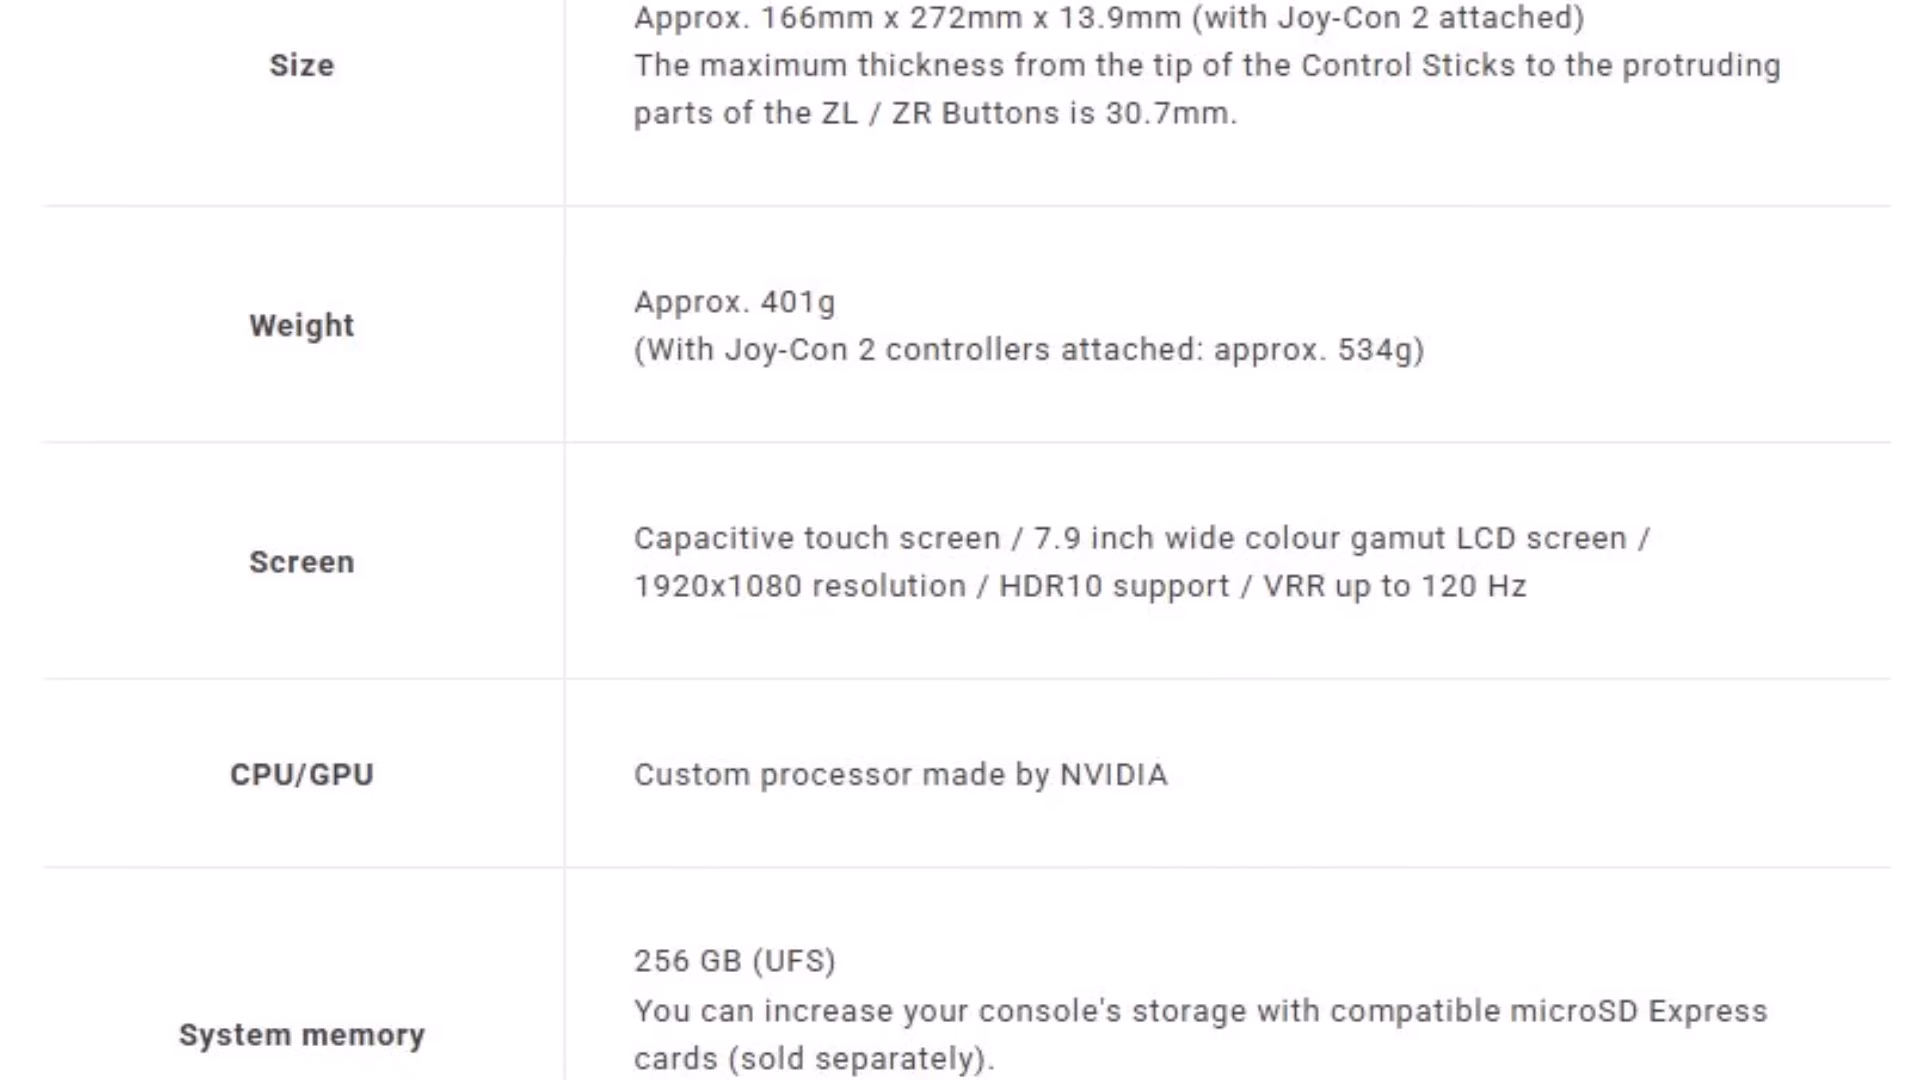 Approx. 166mm x 272mm x 13.9mm (with Joy-Con 2 attached)
Size
The maximum thickness from the tip of the Control Sticks to the protruding
parts of the ZL / ZR Buttons is 30.7mm.
Weight
Approx. 401g
(With Joy-Con 2 controllers attached: approx. 534g)
Screen
Capacitive touch screen / 7.9 inch wide colour gamut LCD screen /
1920x1080 resolution / HDR10 support / VRR up to 120 Hz
CPU/GPU
Custom processor made by NVIDIA
System memory
256 GB (UFS)
You can increase your console's storage with compatible microSD Express
cards (sold separately).